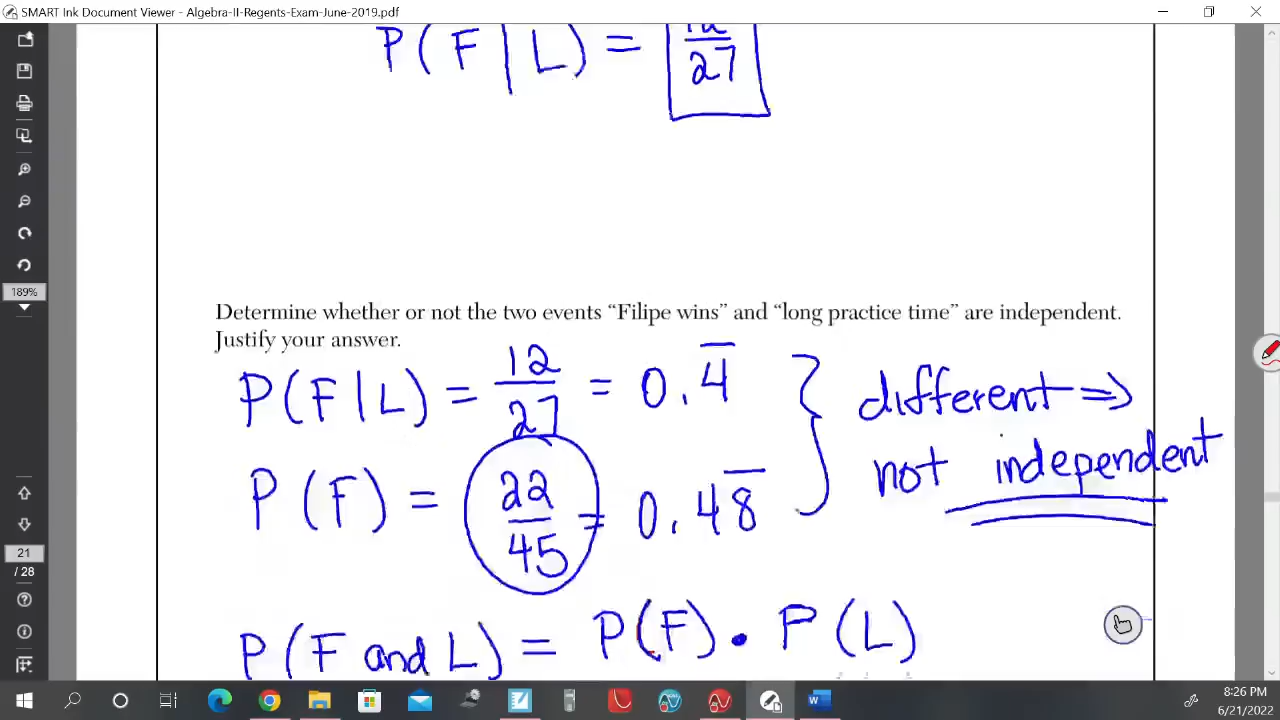 SMART Ink Document Viewer - Algebra-II-Regents-Exam-June-2019.pdf
P(F|L) = 12/27
Determine whether or not the two events “Filipe wins” and “long practice time” are independent.
Justify your answer.
P(F|L) = 12/27 = 0.4̅
P(F) = 22/45 = 0.48̅
different ⇒
not independent
P(F and L) = P(F) • P(L)
189%
21
/ 28
8:26 PM
6/21/2022